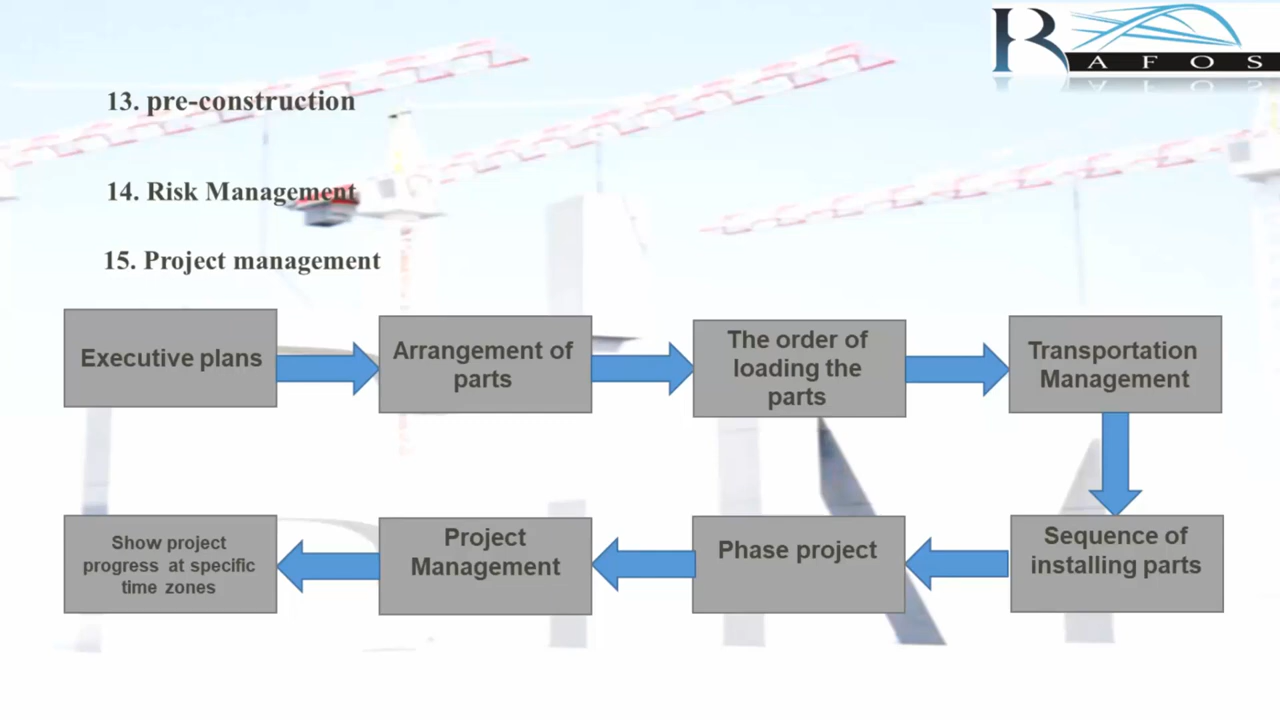 RAFOS
13. pre-construction
14. Risk Management
15. Project management
Executive plans
Arrangement of
parts
The order of
loading the
parts
Transportation
Management
Sequence of
installing parts
Phase project
Project
Management
Show project
progress at specific
time zones